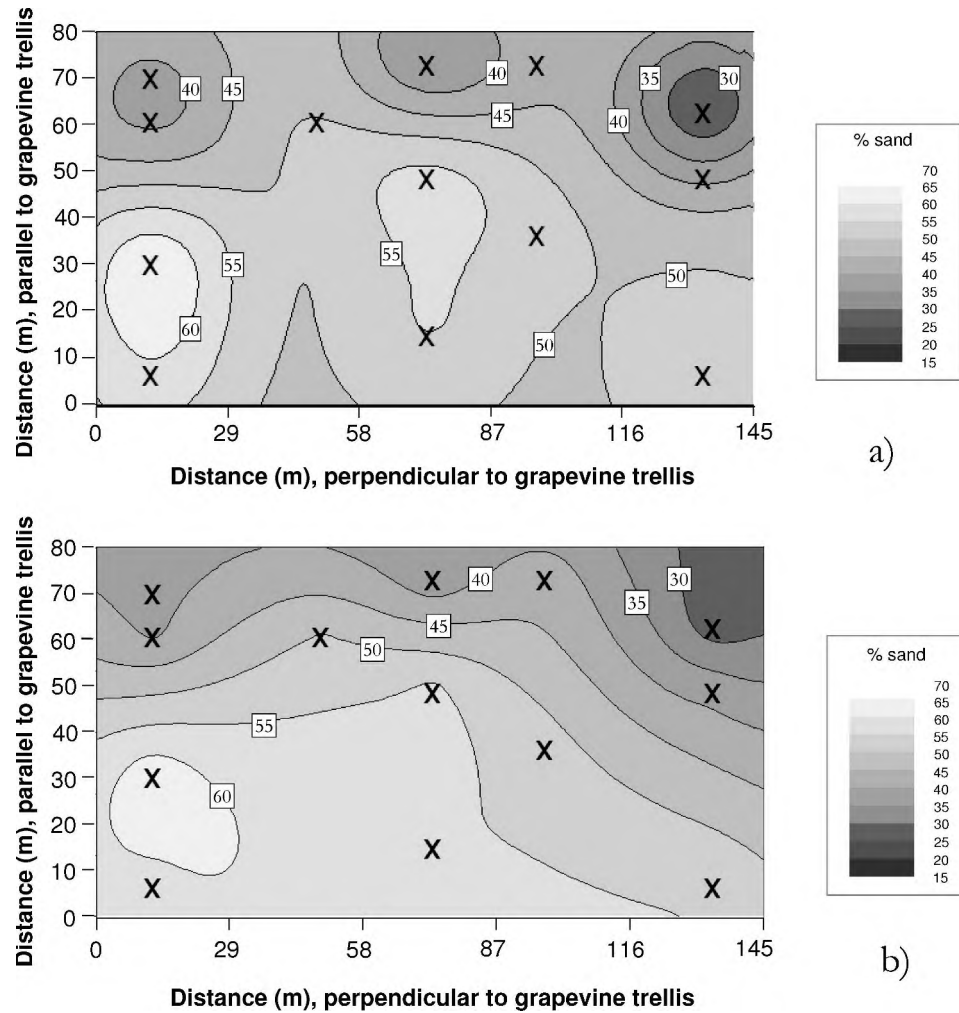 Distance (m), parallel to grapevine trellis
80
70
60
50
40
30
20
10
0
0 29 58 87 116 145
Distance (m), perpendicular to grapevine trellis
40
45
40
45
35
30
40
55
60
55
50
50
X
X
X
X
X
X
X
X
X
X
X
X
X
% sand
70
65
60
55
50
45
40
35
30
25
20
15
a)
Distance (m), parallel to grapevine trellis
80
70
60
50
40
30
20
10
0
0 29 58 87 116 145
Distance (m), perpendicular to grapevine trellis
40
30
35
45
50
55
60
X
X
X
X
X
X
X
X
X
X
X
X
X
% sand
70
65
60
55
50
45
40
35
30
25
20
15
b)